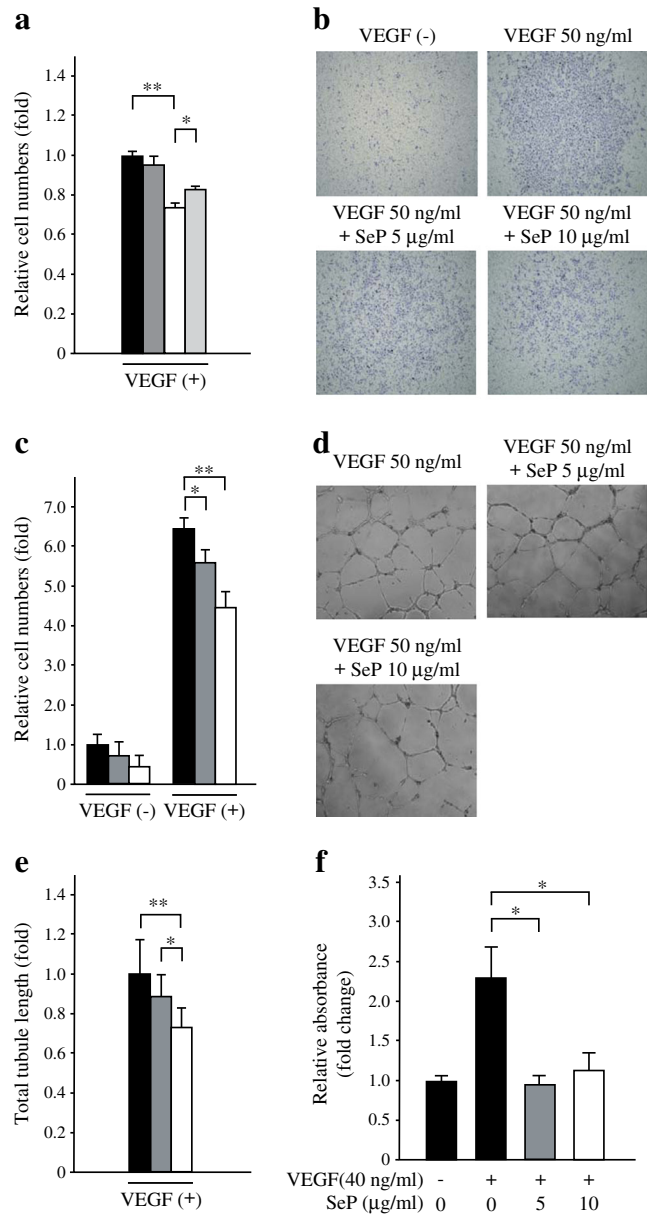 a
Relative cell numbers (fold)
1.4
1.2
1.0
0.8
0.6
0.4
0.2
0
**
*
VEGF (+)
b
VEGF (-)
VEGF 50 ng/ml
VEGF 50 ng/ml
+ SeP 5 μg/ml
VEGF 50 ng/ml
+ SeP 10 μg/ml
c
Relative cell numbers (fold)
7.0
6.0
5.0
4.0
3.0
2.0
1.0
0
**
*
VEGF (-)
VEGF (+)
d
VEGF 50 ng/ml
VEGF 50 ng/ml
+ SeP 5 μg/ml
VEGF 50 ng/ml
+ SeP 10 μg/ml
e
Total tubule length (fold)
1.4
1.2
1.0
0.8
0.6
0.4
0.2
0
**
*
VEGF (+)
f
Relative absorbance
(fold change)
3.5
3.0
2.5
2.0
1.5
1.0
0.5
0.0
*
*
VEGF(40 ng/ml) - + + +
SeP (μg/ml) 0 0 5 10